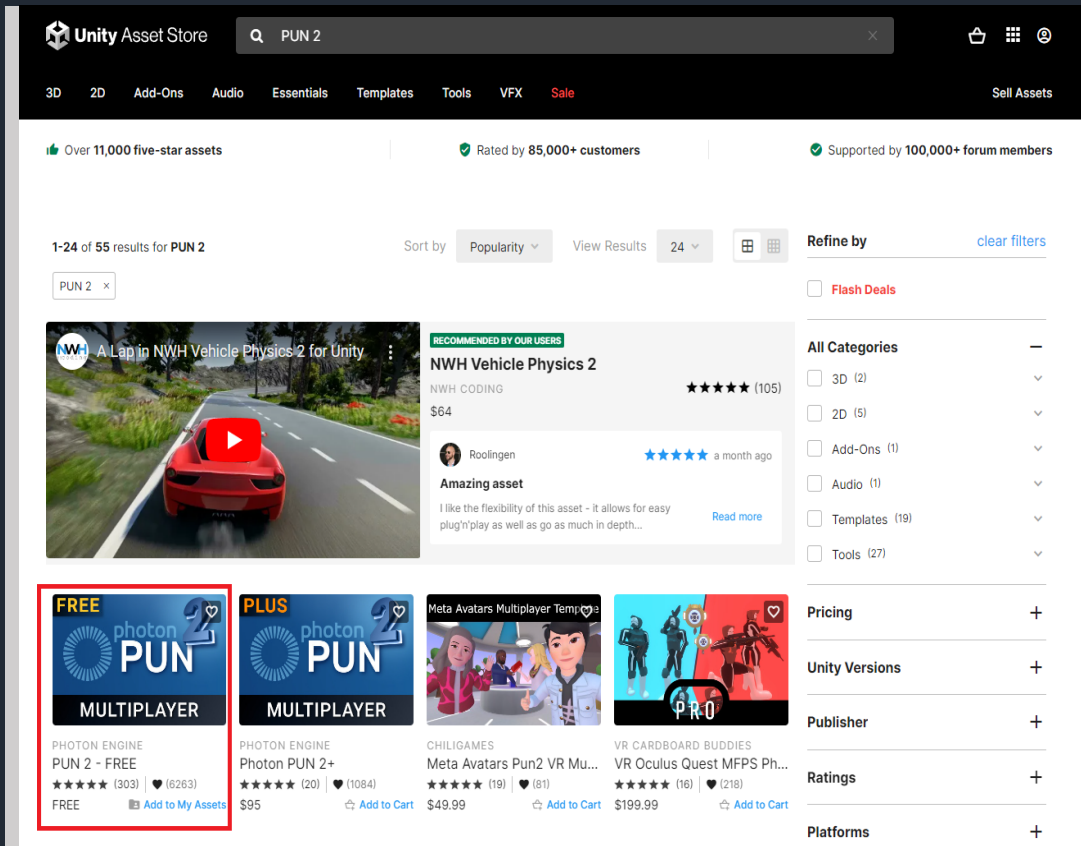 Unity Asset Store
PUN 2
3D 2D Add-Ons Audio Essentials Templates Tools VFX Sale Sell Assets
Over 11,000 five-star assets
Rated by 85,000+ customers
Supported by 100,000+ forum members
1-24 of 55 results for PUN 2
Sort by Popularity View Results 24
PUN 2 ×
NWH
A Lap in NWH Vehicle Physics 2 for Unity
RECOMMENDED BY OUR USERS
NWH Vehicle Physics 2
NWH CODING
(105)
$64
Roolingen
a month ago
Amazing asset
I like the flexibility of this asset - it allows for easy
plug'n'play as well as go as much in depth...
Read more
FREE
photon 2
PUN
MULTIPLAYER
PHOTON ENGINE
PUN 2 - FREE
(303) (6263)
FREE Add to My Assets
PLUS
photon 2
PUN
MULTIPLAYER
PHOTON ENGINE
Photon PUN 2+
(20) (1084)
$95 Add to Cart
Meta Avatars Multiplayer
CHILIGAMES
Meta Avatars Pun2 VR Mu...
(19) (81)
$49.99 Add to Cart
PRO
VR CARDBOARD BUDDIES
VR Oculus Quest MFPS Ph...
(16) (218)
$199.99 Add to Cart
Refine by clear filters
Flash Deals
All Categories
3D (2)
2D (5)
Add-Ons (1)
Audio (1)
Templates (19)
Tools (27)
Pricing
Unity Versions
Publisher
Ratings
Platforms